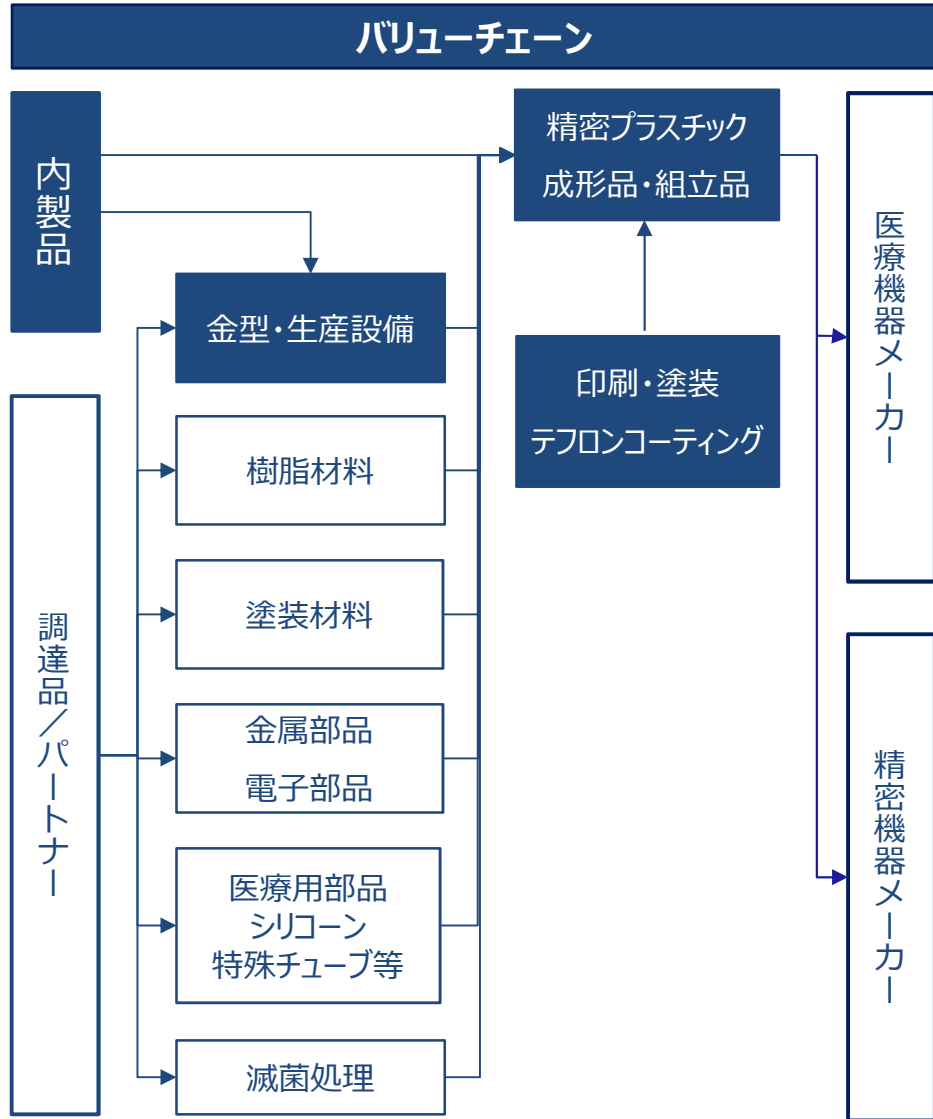 バリューチェーン
内製品
精密プラスチック
成形品・組立品
医療機器メーカー
金型・生産設備
印刷・塗装
テフロンコーティング
樹脂材料
調達品／パートナー
塗装材料
金属部品
電子部品
精密機器メーカー
医療用部品
シリコーン
特殊チューブ等
滅菌処理